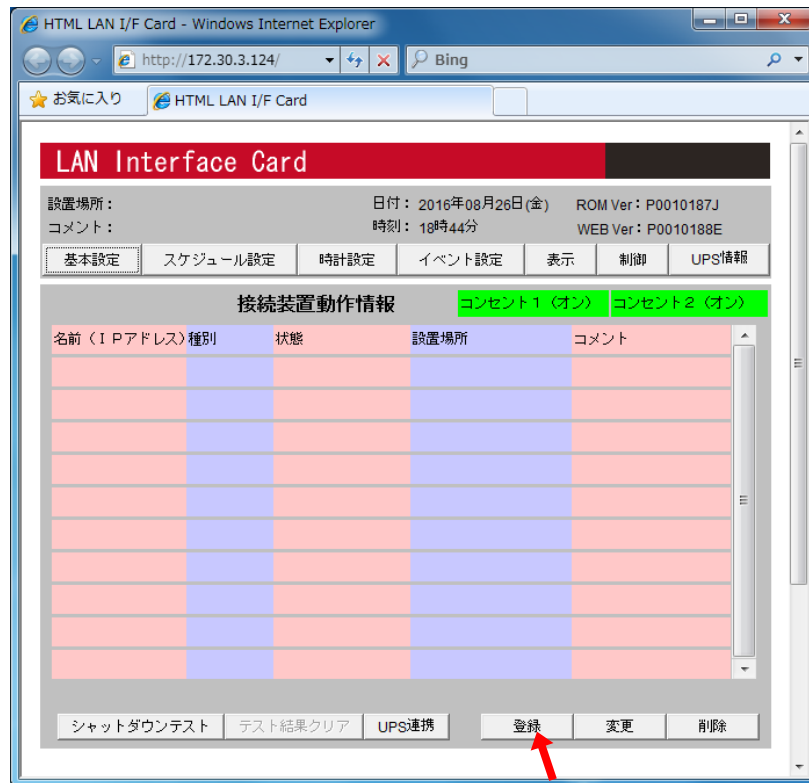 HTML LAN I/F Card - Windows Internet Explorer
http://172.30.3.124/ Bing
お気に入り HTML LAN I/F Card
LAN Interface Card
設置場所： 日付：2016年08月26日(金) ROM Ver：P0010187J
コメント： 時刻：18時44分 WEB Ver：P0010188E
基本設定 スケジュール設定 時計設定 イベント設定 表示 制御 UPS情報
接続装置動作情報 コンセント１（オン） コンセント２（オン）
名前（ＩＰアドレス） 種別 状態 設置場所 コメント
シャットダウンテスト テスト結果クリア UPS連携 登録 変更 削除